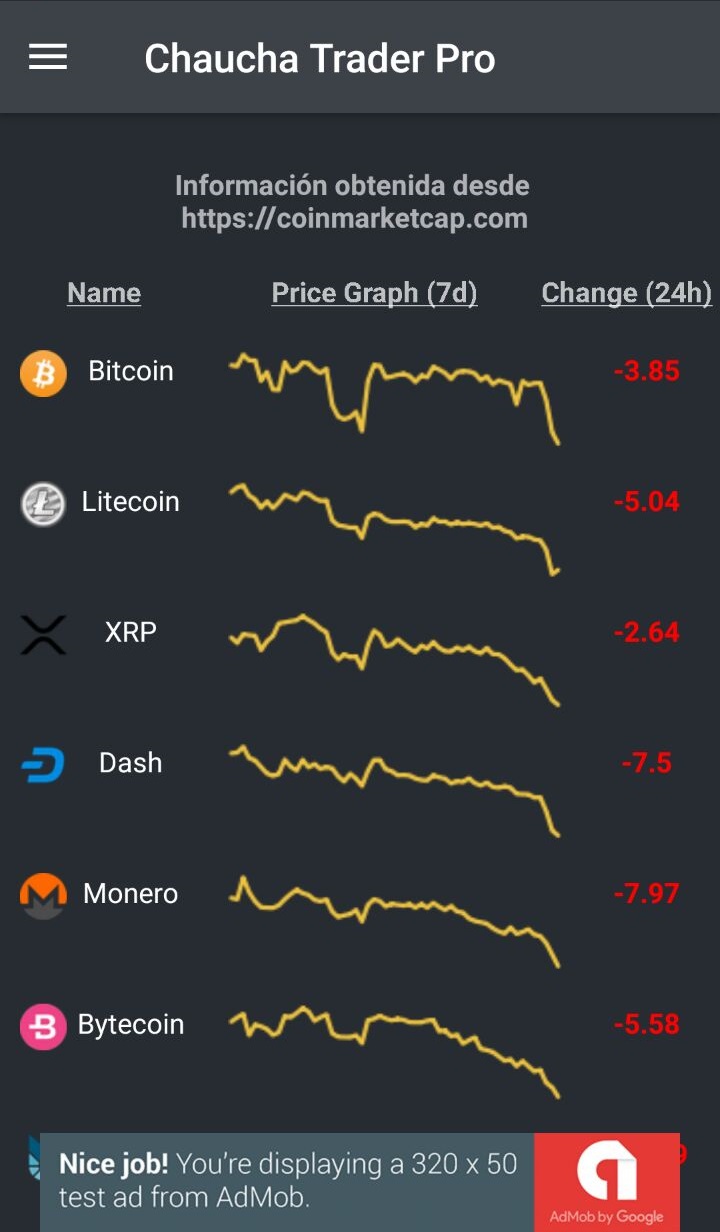 Chaucha Trader Pro
Información obtenida desde
https://coinmarketcap.com
Name Price Graph (7d) Change (24h)
Bitcoin -3.85
Litecoin -5.04
XRP -2.64
Dash -7.5
Monero -7.97
Bytecoin -5.58
Nice job! You're displaying a 320 x 50
test ad from AdMob.
AdMob by Google